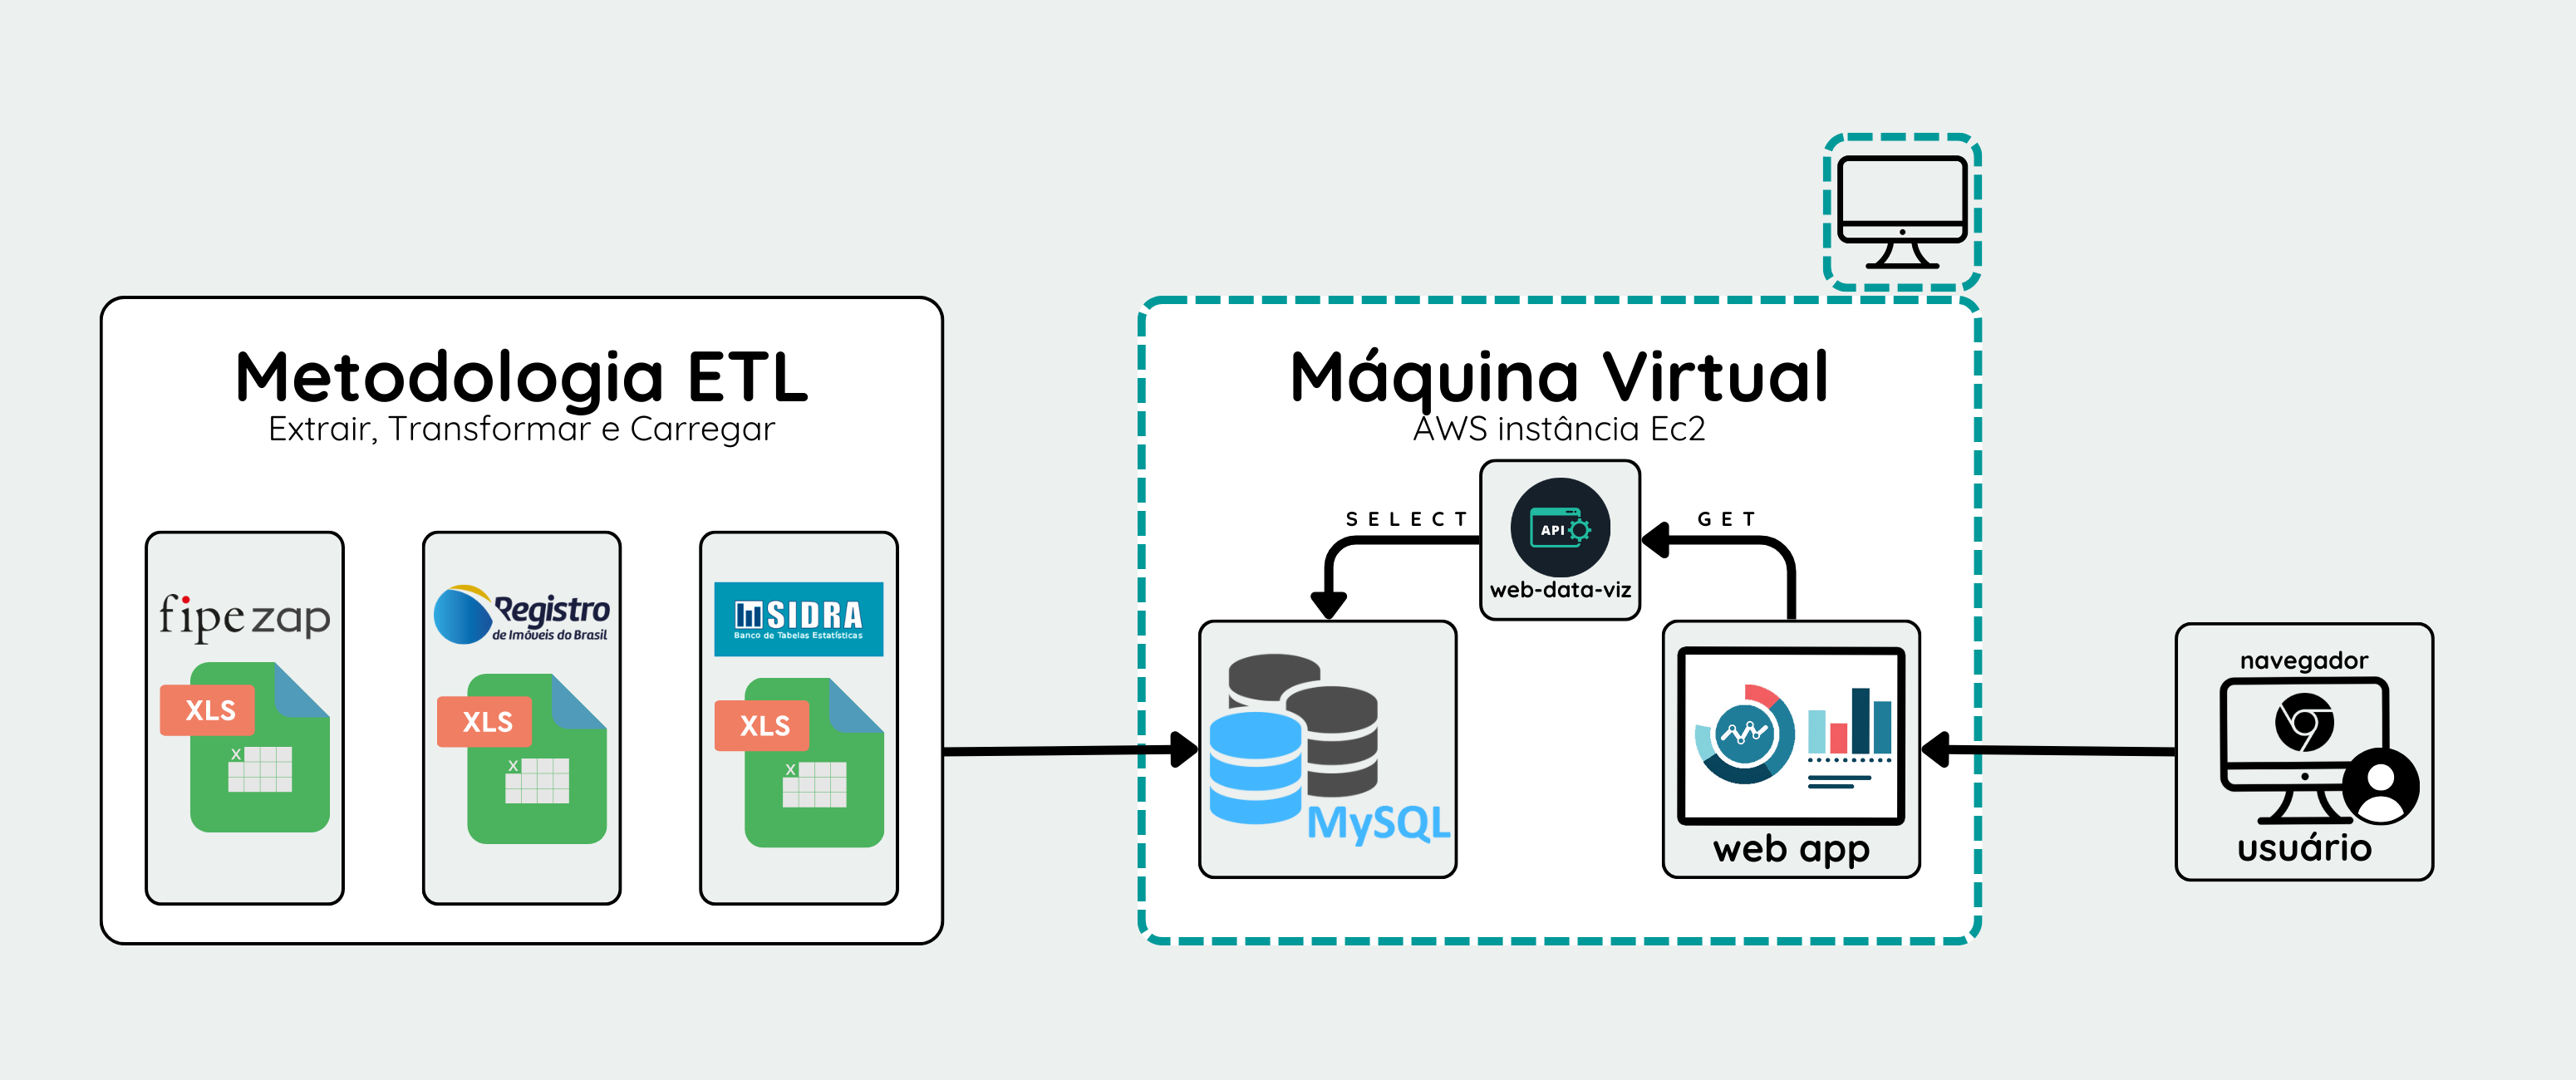 Metodologia ETL
Extrair, Transformar e Carregar
fipezap
XLS
X
Registro
de Imóveis do Brasil
XLS
X
SIDRA
Banco de Tabelas Estatísticas
XLS
X
Máquina Virtual
AWS instância Ec2
SELECT
API
web-data-viz
GET
MySQL
web app
navegador
usuário